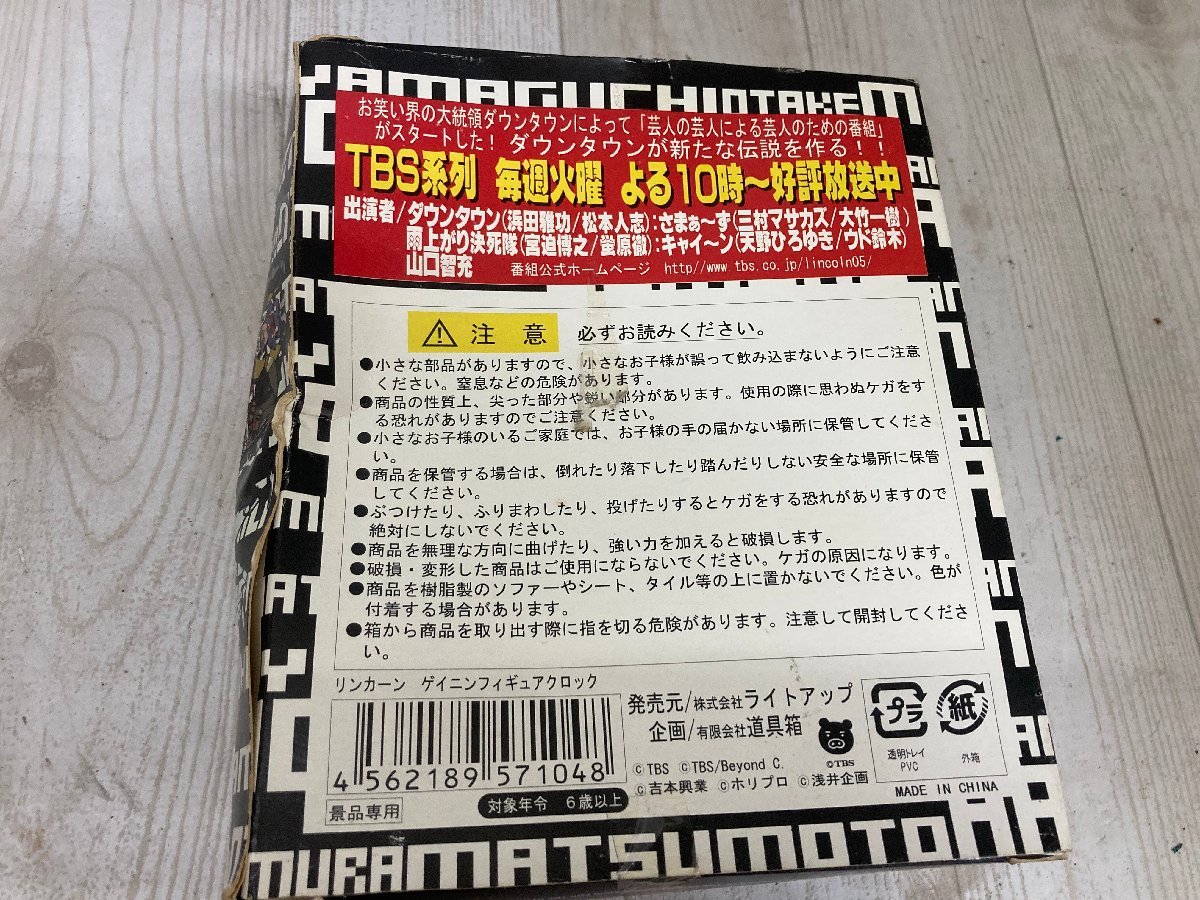 YAMAGUCHIOTAKEM
お笑い界の大統領ダウンタウンによって「芸人の芸人による芸人のための番組」
がスタートした！ダウンタウンが新たな伝説を作る！！
TBS系列 毎週火曜 よる10時～好評放送中
出演者/ダウンタウン(浜田雅功/松本人志):さまぁ～ず(三村マサカズ/大竹一樹)
雨上がり決死隊(宮迫博之/蛍原徹):キャイ～ン(天野ひろゆき/ウド鈴木)
山口智充 番組公式ホームページ http//www.tbs.co.jp/lincoln05/
注意 必ずお読みください。
●小さな部品がありますので、小さなお子様が誤って飲み込まないようにご注意
ください。窒息などの危険があります。
●商品の性質上、尖った部分や鋭い部分があります。使用の際に思わぬケガをす
る恐れがありますのでご注意ください。
●小さなお子様のいるご家庭では、お子様の手の届かない場所に保管してくださ
い。
●商品を保管する場合は、倒れたり落下したり踏んだりしない安全な場所に保管
してください。
●ぶつけたり、ふりまわしたり、投げたりするとケガをする恐れがありますので
絶対にしないでください。
●商品を無理な方向に曲げたり、強い力を加えると破損します。
●破損・変形した商品はご使用にならないでください。ケガの原因になります。
●商品を樹脂製のソファーやシート、タイル等の上に置かないでください。色が
付着する場合があります。
●箱から商品を取り出す際に指を切る危険があります。注意して開封してくださ
い。
リンカーン ゲイニンフィギュアクロック
4 562189 571048
景品専用
対象年令 6歳以上
発売元/株式会社ライトアップ
企画/有限会社道具箱
©TBS
©TBS ©TBS/Beyond C.
©吉本興業 ©ホリプロ ©浅井企画
プラ
透明トレイ
PVC
紙
外箱
MADE IN CHINA
MURAMATSUMOTOHA